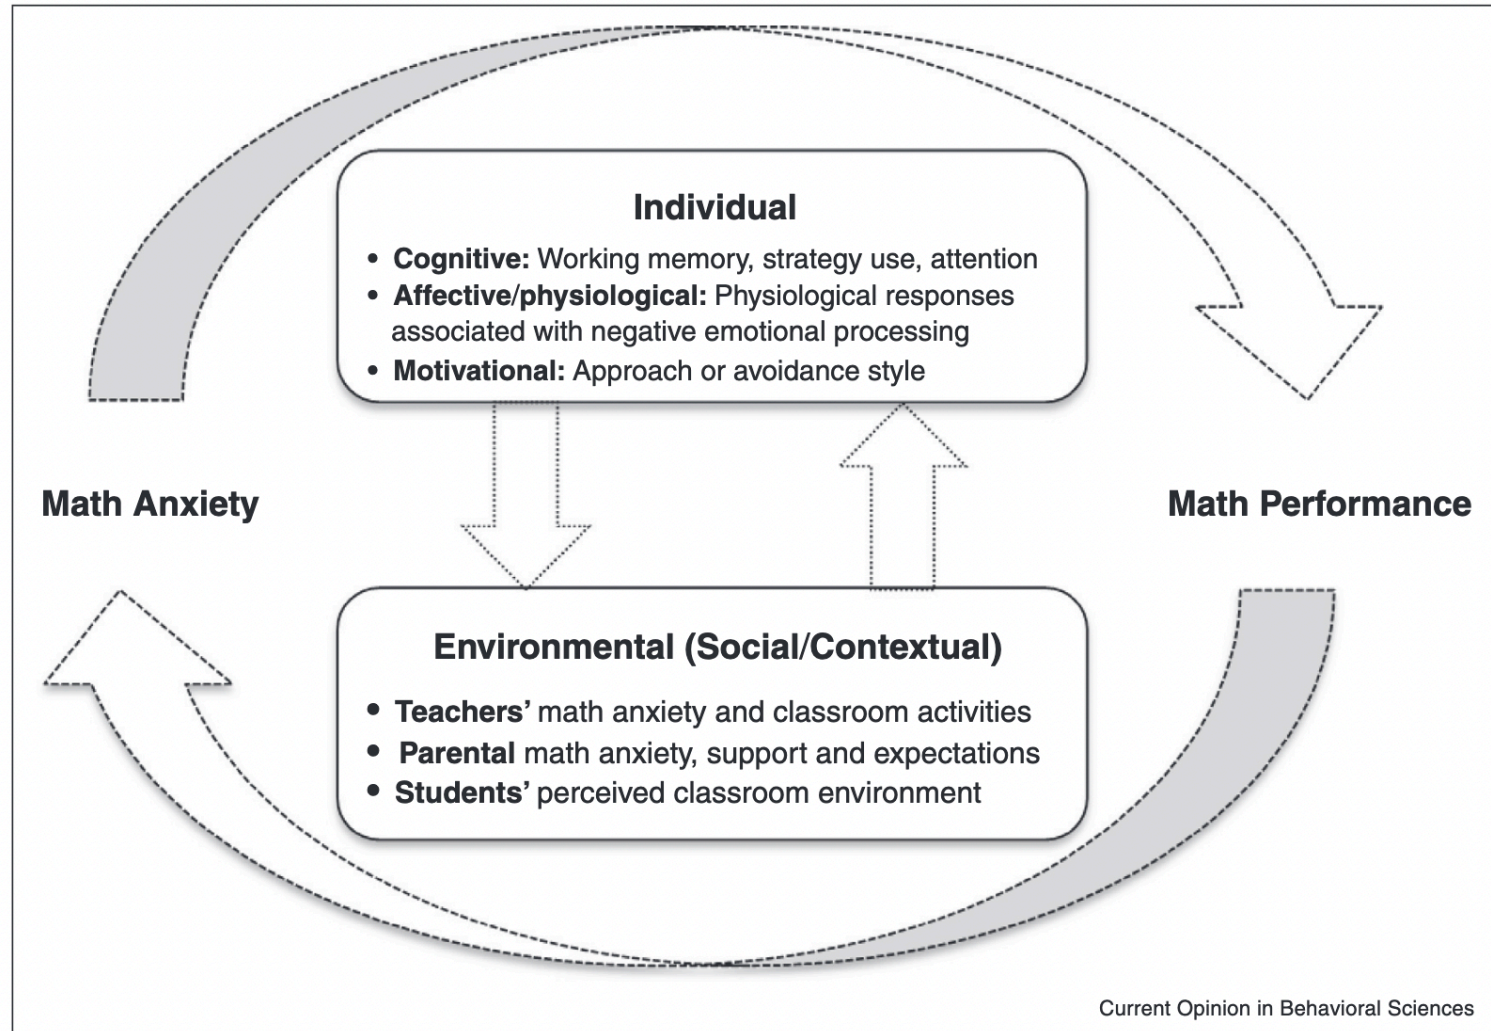 Individual
• Cognitive: Working memory, strategy use, attention
• Affective/physiological: Physiological responses
associated with negative emotional processing
• Motivational: Approach or avoidance style
Math Anxiety
Math Performance
Environmental (Social/Contextual)
• Teachers’ math anxiety and classroom activities
• Parental math anxiety, support and expectations
• Students’ perceived classroom environment
Current Opinion in Behavioral Sciences